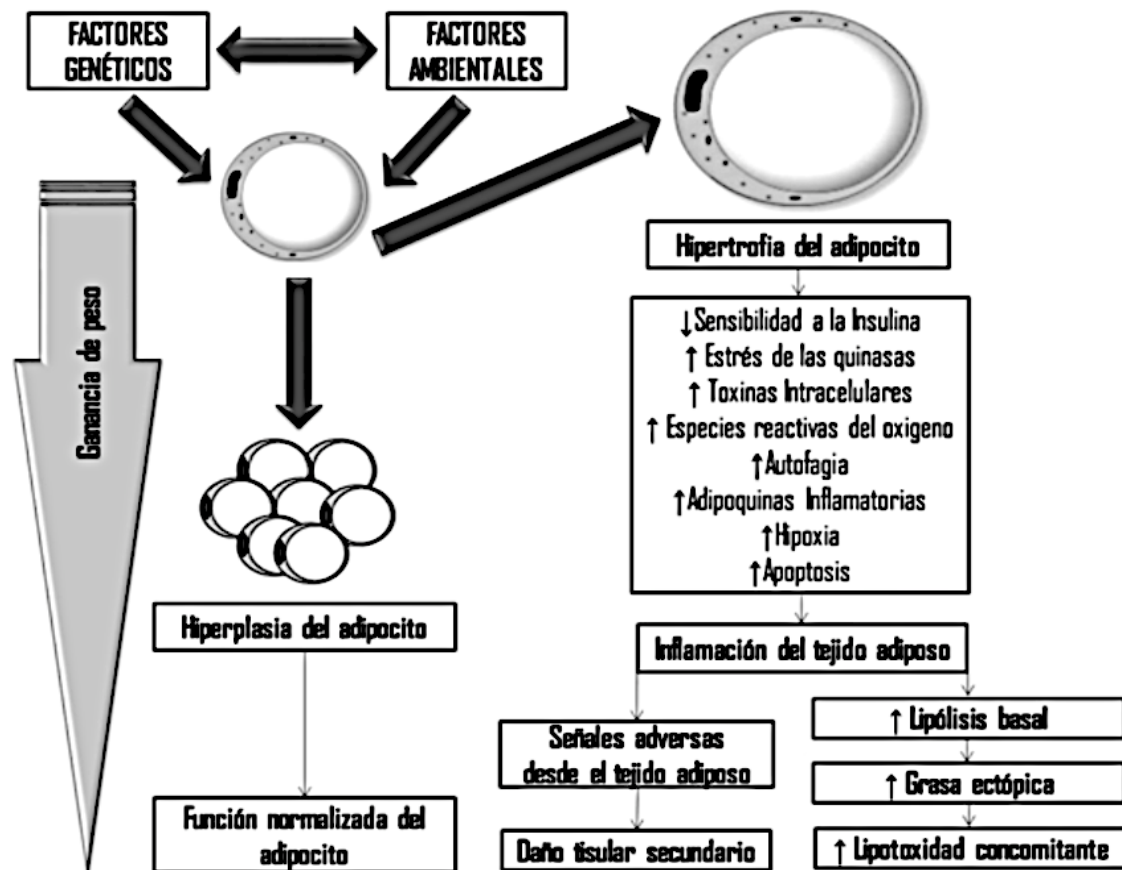 FACTORES
GENÉTICOS
FACTORES
AMBIENTALES
Ganancia de peso
Hipertrofia del adipocito
↓Sensibilidad a la Insulina
↑ Estrés de las quinasas
↑ Toxinas Intracelulares
↑ Especies reactivas del oxigeno
↑Autofagia
↑Adipoquinas Inflamatorias
↑Hipoxia
↑Apoptosis
Hiperplasia del adipocito
Inflamación del tejido adiposo
Función normalizada del
adipocito
Señales adversas
desde el tejido adiposo
Daño tisular secundario
↑ Lipólisis basal
↑ Grasa ectópica
↑ Lipotoxidad concomitante